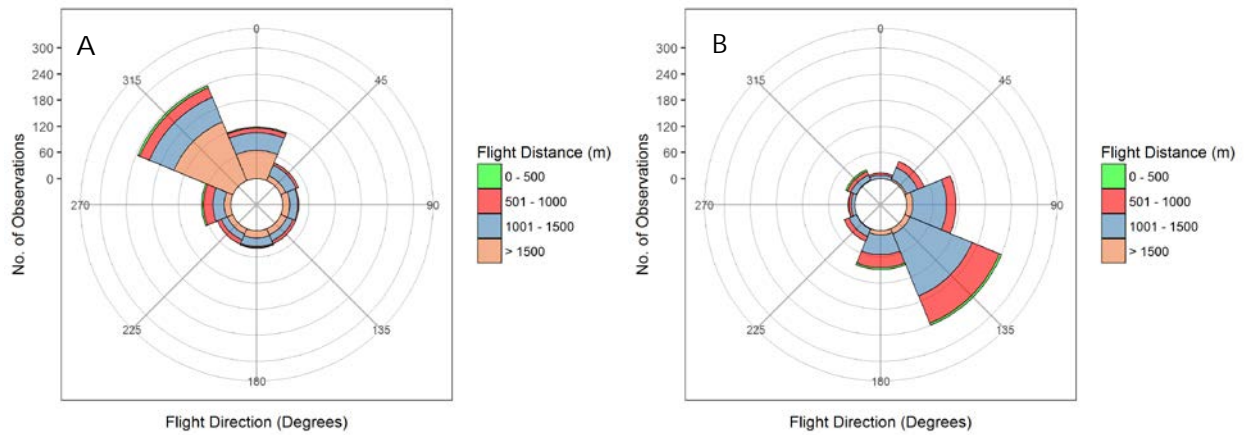 A
0
45
90
135
180
225
270
315
300
240
180
120
60
0
No. of Observations
Flight Direction (Degrees)
Flight Distance (m)
0 - 500
501 - 1000
1001 - 1500
> 1500
B
0
45
90
135
180
225
270
315
300
240
180
120
60
0
No. of Observations
Flight Direction (Degrees)
Flight Distance (m)
0 - 500
501 - 1000
1001 - 1500
> 1500